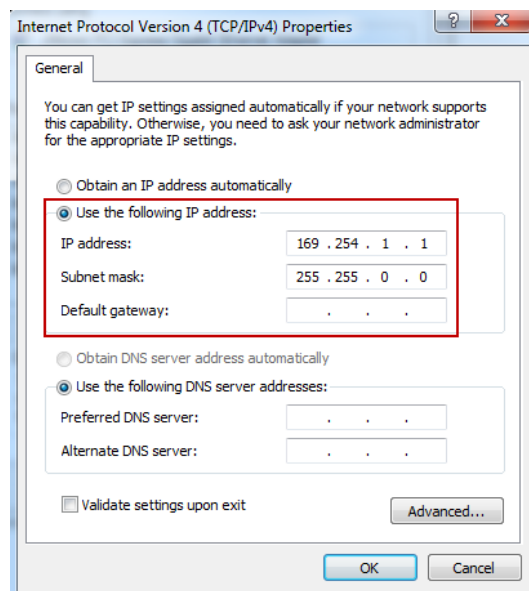 Internet Protocol Version 4 (TCP/IPv4) Properties
General
You can get IP settings assigned automatically if your network supports
this capability. Otherwise, you need to ask your network administrator
for the appropriate IP settings.
Obtain an IP address automatically
Use the following IP address:
IP address: 169 . 254 . 1 . 1
Subnet mask: 255 . 255 . 0 . 0
Default gateway: . . .
Obtain DNS server address automatically
Use the following DNS server addresses:
Preferred DNS server: . . .
Alternate DNS server: . . .
Validate settings upon exit
Advanced...
OK Cancel